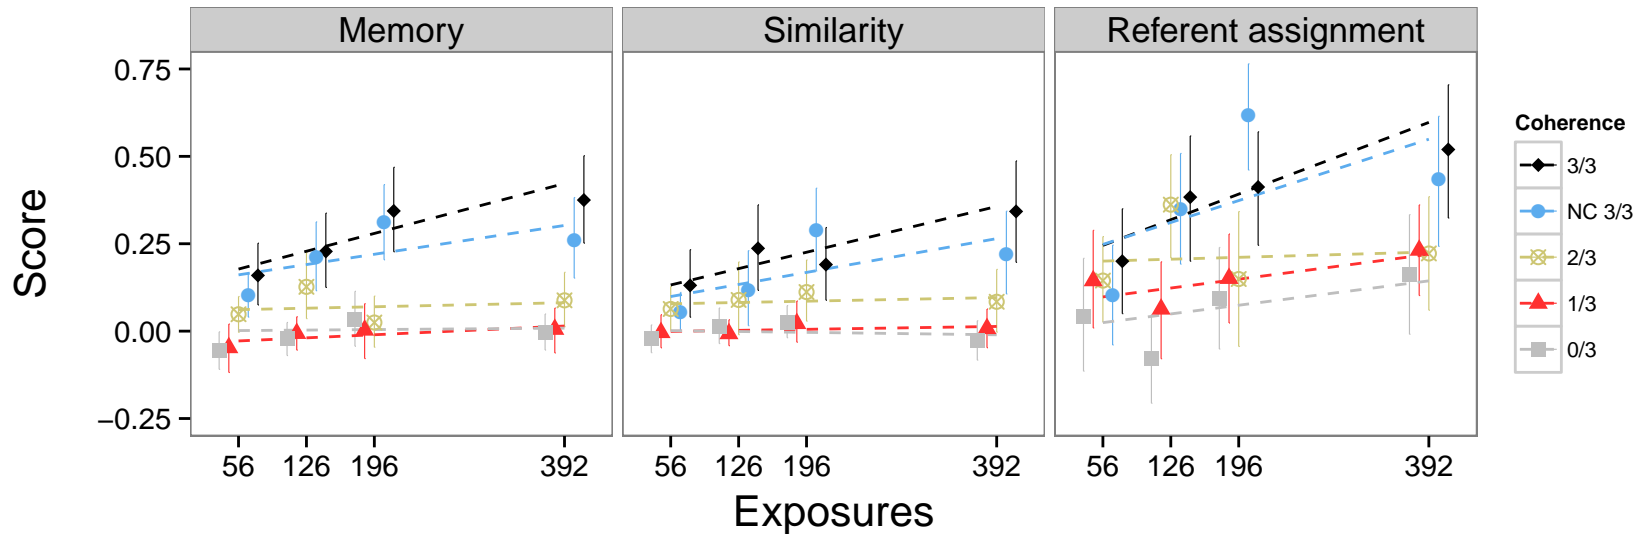 Memory
Similarity
Referent assignment
0.75
0.50
0.25
0.00
−0.25
Score
56 126 196 392
56 126 196 392
56 126 196 392
Exposures
Coherence
3/3
NC 3/3
2/3
1/3
0/3